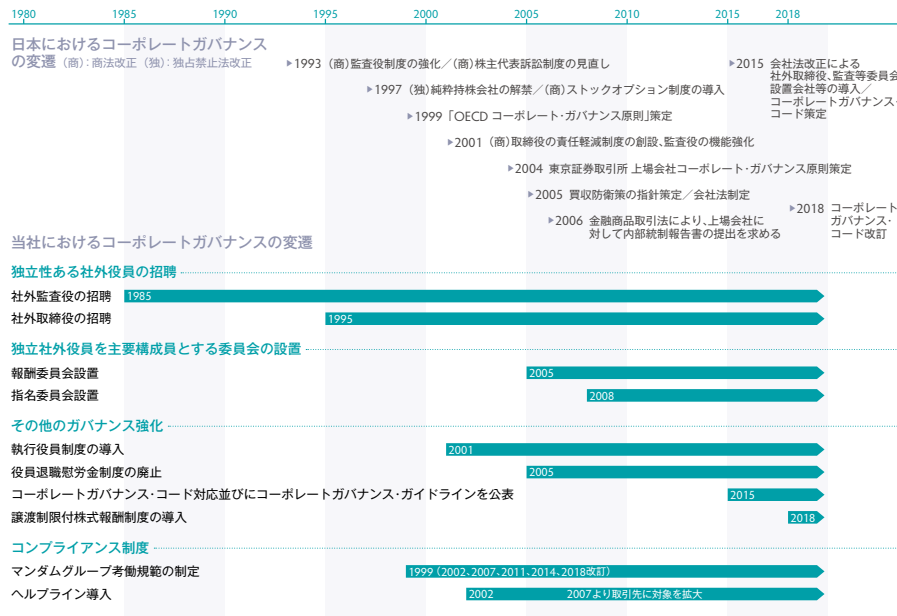 1980 1985 1990 1995 2000 2005 2010 2015 2018
日本におけるコーポレートガバナンス
の変遷（商）：商法改正（独）：独占禁止法改正
▶1993（商）監査役制度の強化／（商）株主代表訴訟制度の見直し
▶1997（独）純粋持株会社の解禁／（商）ストックオプション制度の導入
▶1999「OECD コーポレート・ガバナンス原則」策定
▶2001（商）取締役の責任軽減制度の創設、監査役の機能強化
▶2004 東京証券取引所 上場会社コーポレート・ガバナンス原則策定
▶2005 買収防衛策の指針策定／会社法制定
▶2006 金融商品取引法により、上場会社に
対して内部統制報告書の提出を求める
▶2015 会社法改正による
社外取締役、監査等委員会
設置会社等の導入／
コーポレートガバナンス・
コード策定
▶2018 コーポレート
ガバナンス・
コード改訂
当社におけるコーポレートガバナンスの変遷
独立性ある社外役員の招聘
社外監査役の招聘 1985
社外取締役の招聘 1995
独立社外役員を主要構成員とする委員会の設置
報酬委員会設置 2005
指名委員会設置 2008
その他のガバナンス強化
執行役員制度の導入 2001
役員退職慰労金制度の廃止 2005
コーポレートガバナンス・コード対応並びにコーポレートガバナンス・ガイドラインを公表 2015
譲渡制限付株式報酬制度の導入 2018
コンプライアンス制度
マンダムグループ考働規範の制定 1999（2002、2007、2011、2014、2018改訂）
ヘルプライン導入 2002 2007より取引先に対象を拡大